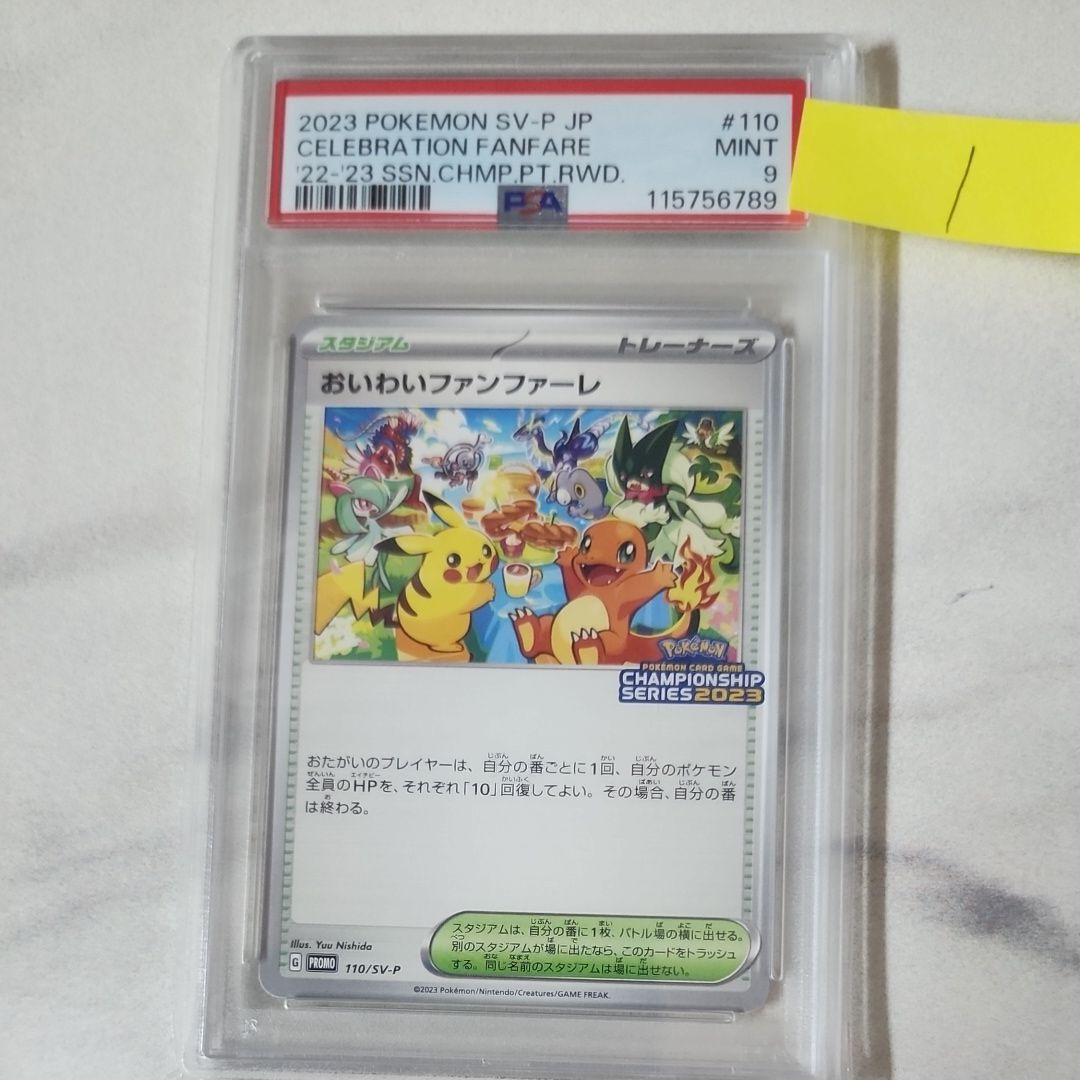 2023 POKEMON SV-P JP #110
CELEBRATION FANFARE MINT
'22-'23 SSN.CHMP.PT.RWD. 9
PSA 115756789
1
スタジアム トレーナーズ
おいわいファンファーレ
POKÉMON
POKÉMON CARD GAME
CHAMPIONSHIP
SERIES 2023
おたがいのプレイヤーは、自分の番ごとに1回、自分のポケモン
全員のHPを、それぞれ「10」回復してよい。その場合、自分の番
は終わる。
スタジアムは、自分の番に1枚、バトル場の横に出せる。
別のスタジアムが場に出たなら、このカードをトラッシュ
する。同じ名前のスタジアムは場に出せない。
Illus. Yuu Nishida
G PROMO 110/SV-P
©2023 Pokémon/Nintendo/Creatures/GAME FREAK.